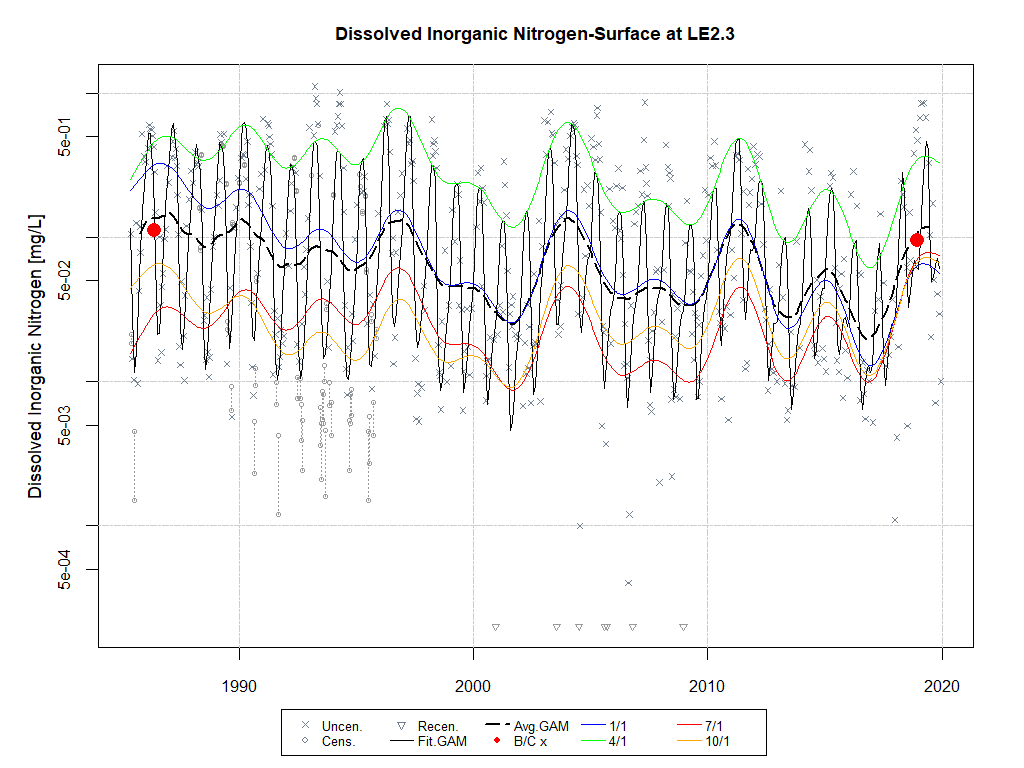 Dissolved Inorganic Nitrogen-Surface at LE2.3
Dissolved Inorganic Nitrogen [mg/L]
5e-01
5e-02
5e-03
5e-04
1990 2000 2010 2020
Uncen. Recen. Avg.GAM 1/1 7/1
Cens. Fit.GAM B/C x 4/1 10/1